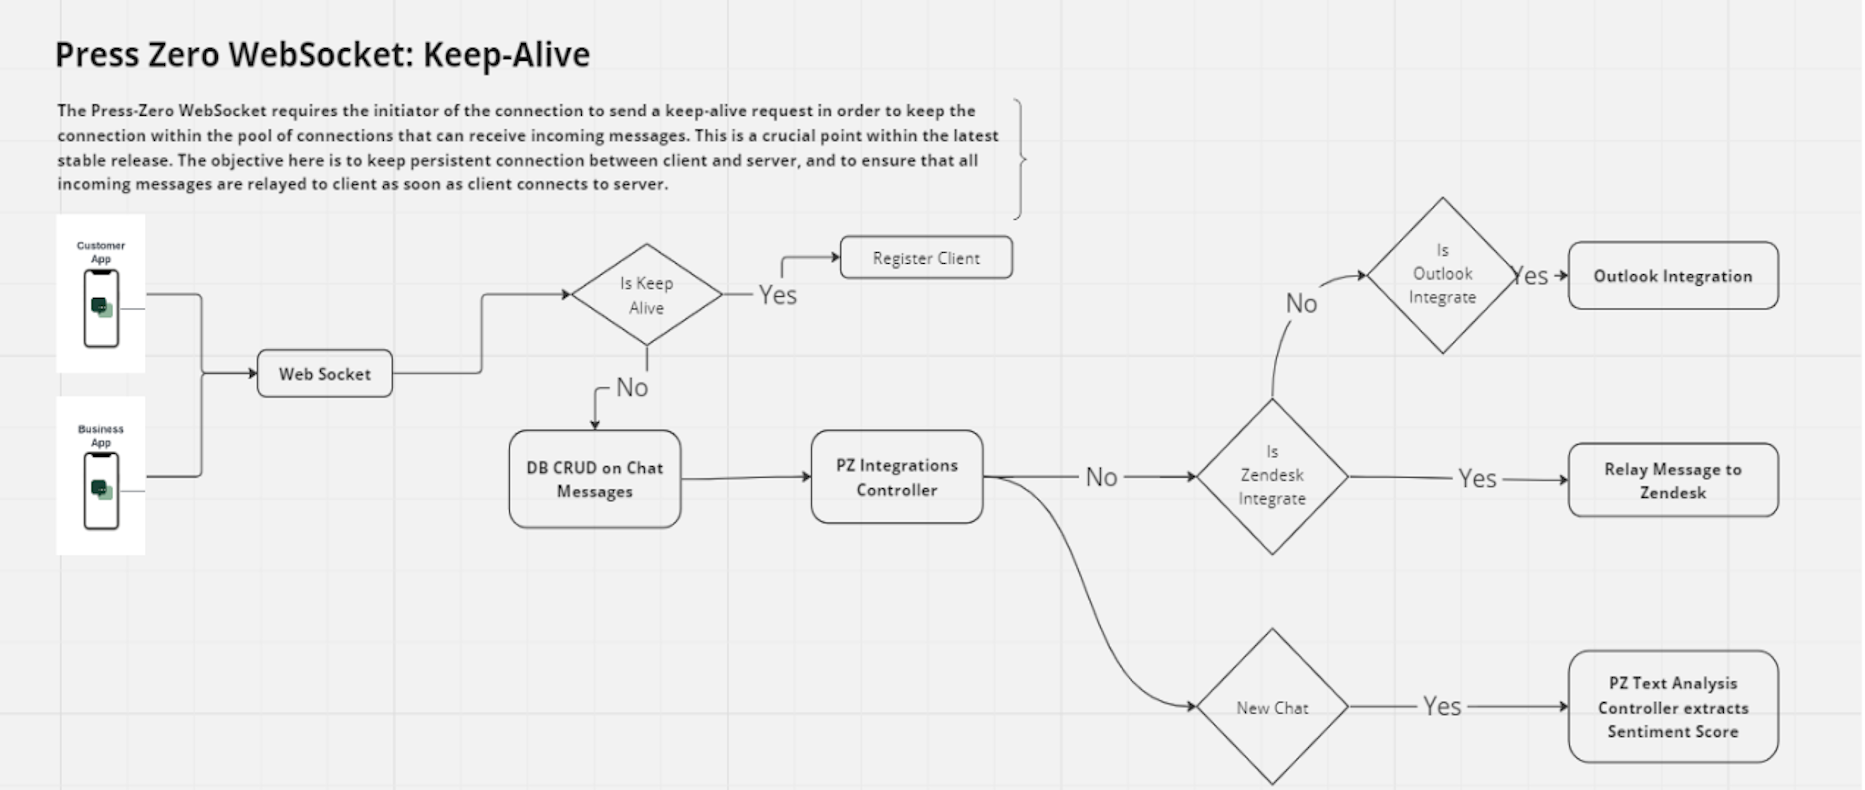 Press Zero WebSocket: Keep-Alive
The Press-Zero WebSocket requires the initiator of the connection to send a keep-alive request in order to keep the
connection within the pool of connections that can receive incoming messages. This is a crucial point within the latest
stable release. The objective here is to keep persistent connection between client and server, and to ensure that all
incoming messages are relayed to client as soon as client connects to server.
Customer
App
Business
App
Web Socket
Is Keep
Alive
Yes
Register Client
No
DB CRUD on Chat
Messages
PZ Integrations
Controller
No
Is
Zendesk
Integrate
No
Is
Outlook
Integrate
Yes
Outlook Integration
Yes
Relay Message to
Zendesk
New Chat
Yes
PZ Text Analysis
Controller extracts
Sentiment Score